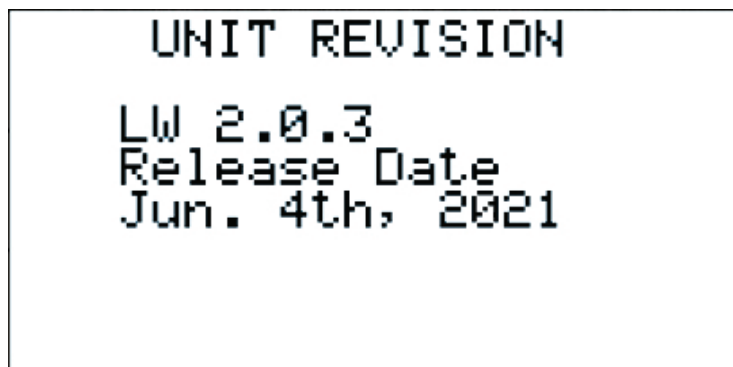 UNIT REVISION
LW 2.0.3
Release Date
Jun. 4th, 2021